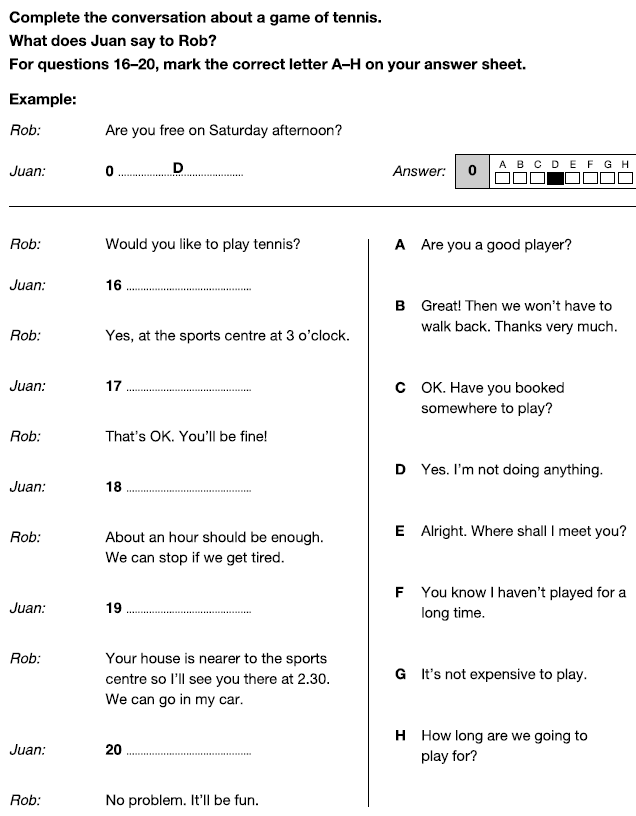 Complete the conversation about a game of tennis.
What does Juan say to Rob?
For questions 16–20, mark the correct letter A–H on your answer sheet.
Example:
Rob: Are you free on Saturday afternoon?
Juan: 0 ........................D........................
Answer: 0 A B C D E F G H
Rob: Would you like to play tennis?
Juan: 16 ................................................
Rob: Yes, at the sports centre at 3 o'clock.
Juan: 17 ................................................
Rob: That's OK. You'll be fine!
Juan: 18 ................................................
Rob: About an hour should be enough.
We can stop if we get tired.
Juan: 19 ................................................
Rob: Your house is nearer to the sports
centre so I'll see you there at 2.30.
We can go in my car.
Juan: 20 ................................................
Rob: No problem. It'll be fun.
A Are you a good player?
B Great! Then we won't have to
walk back. Thanks very much.
C OK. Have you booked
somewhere to play?
D Yes. I'm not doing anything.
E Alright. Where shall I meet you?
F You know I haven't played for a
long time.
G It's not expensive to play.
H How long are we going to
play for?